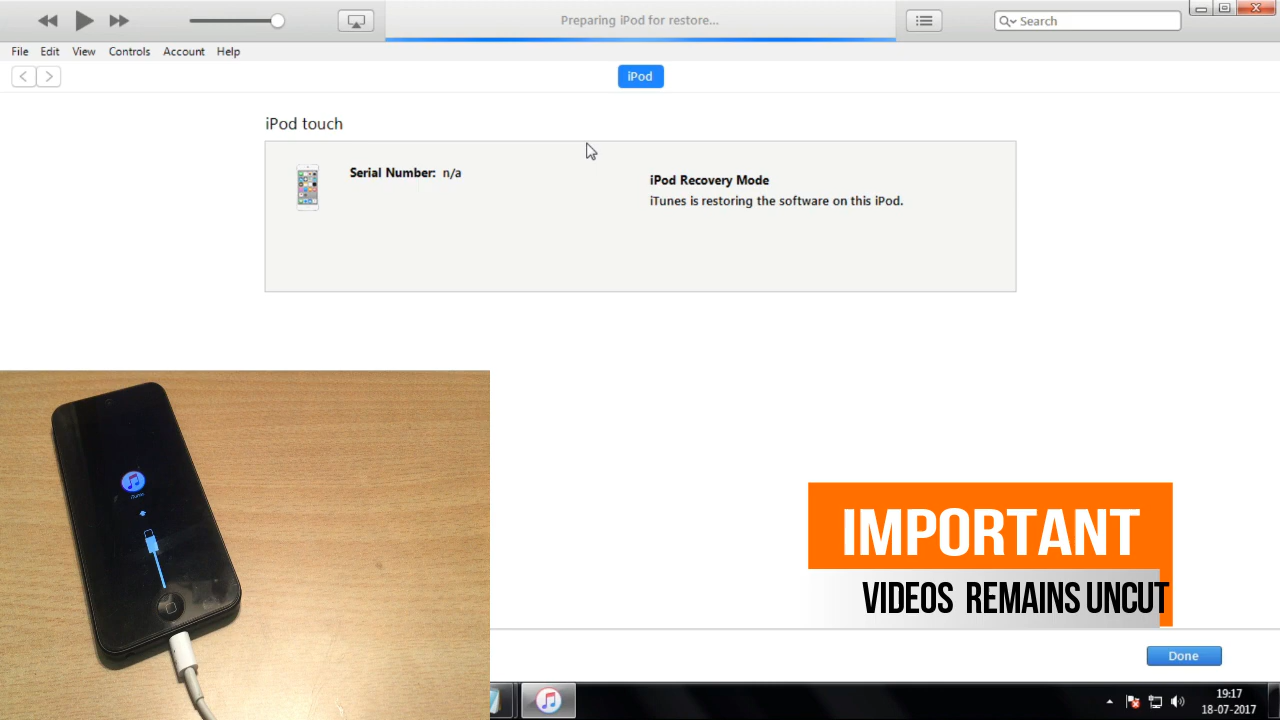 Preparing iPod for restore...
Search
File Edit View Controls Account Help
iPod
iPod touch
Serial Number: n/a
iPod Recovery Mode
iTunes is restoring the software on this iPod.
iTunes
IMPORTANT
VIDEOS REMAINS UNCUT
Done
19:17
18-07-2017